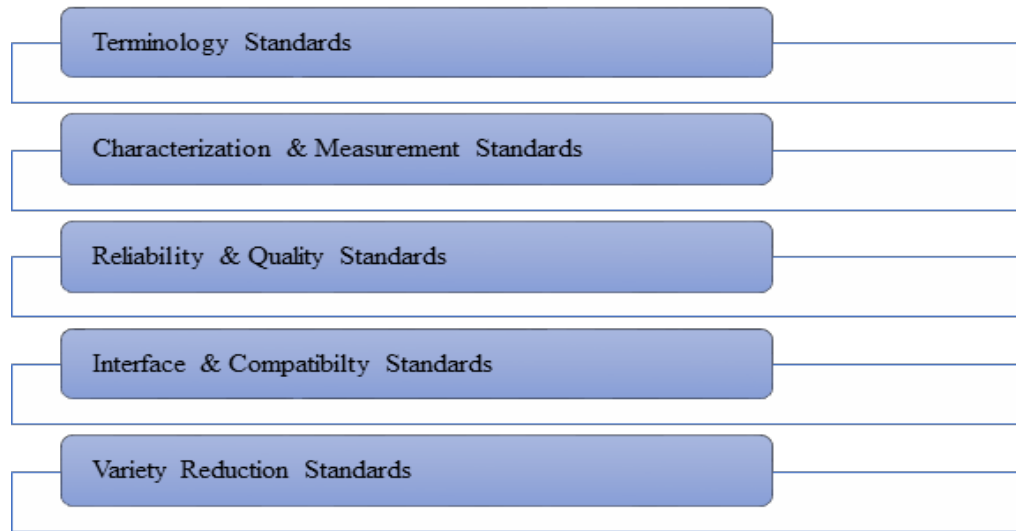 Terminology Standards
Characterization & Measurement Standards
Reliability & Quality Standards
Interface & Compatibilty Standards
Variety Reduction Standards